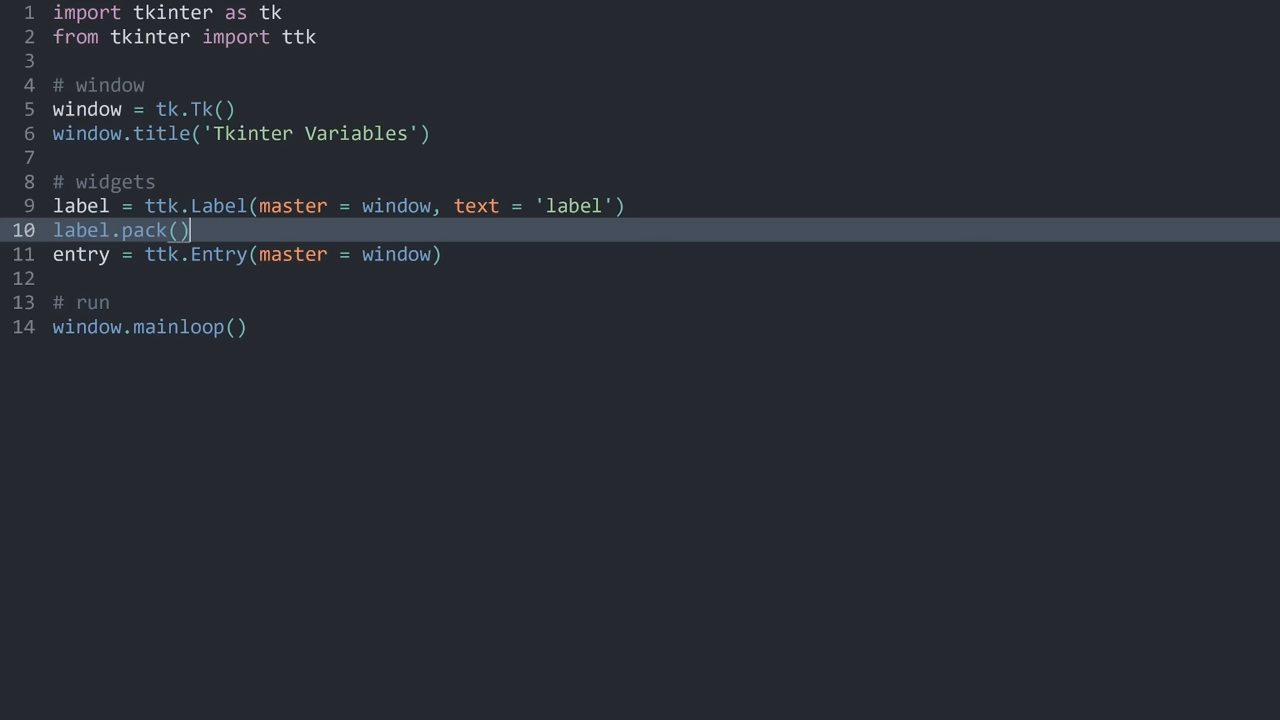 1 import tkinter as tk
2 from tkinter import ttk
3
4 # window
5 window = tk.Tk()
6 window.title('Tkinter Variables')
7
8 # widgets
9 label = ttk.Label(master = window, text = 'label')
10 label.pack()
11 entry = ttk.Entry(master = window)
12
13 # run
14 window.mainloop()